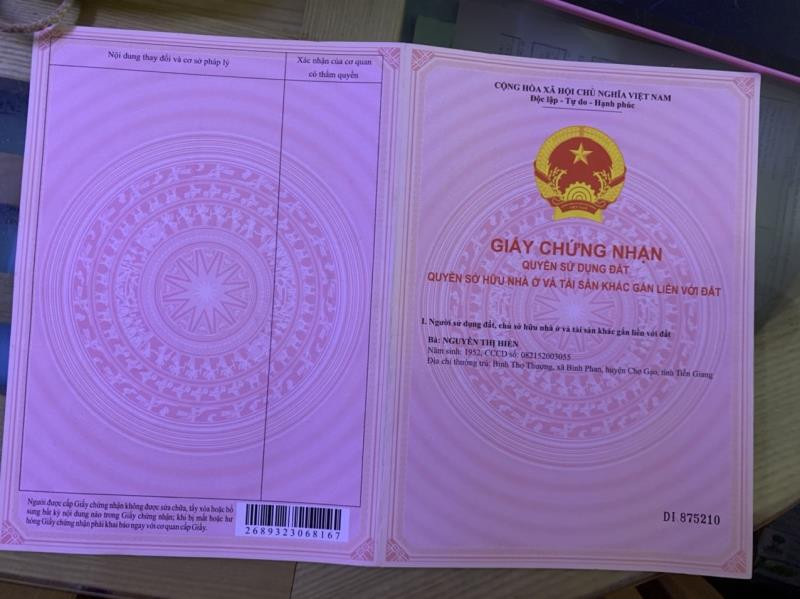 Nội dung thay đổi và cơ sở pháp lý
Xác nhận của cơ quan
có thẩm quyền
Người được cấp Giấy chứng nhận không được sửa chữa, tẩy xóa hoặc bổ
sung bất kỳ nội dung nào trong Giấy chứng nhận; khi bị mất hoặc hư
hỏng Giấy chứng nhận phải khai báo ngay với cơ quan cấp Giấy.
2689323068167
CỘNG HÒA XÃ HỘI CHỦ NGHĨA VIỆT NAM
Độc lập - Tự do - Hạnh phúc
GIẤY CHỨNG NHẬN
QUYỀN SỬ DỤNG ĐẤT
QUYỀN SỞ HỮU NHÀ Ở VÀ TÀI SẢN KHÁC GẮN LIỀN VỚI ĐẤT
I. Người sử dụng đất, chủ sở hữu nhà ở và tài sản khác gắn liền với đất
Bà: NGUYỄN THỊ HIỀN
Năm sinh: 1952, CCCD số: 082152003055
Địa chỉ thường trú: Bình Thọ Thượng, xã Bình Phan, huyện Chợ Gạo, tỉnh Tiền Giang
DI 875210